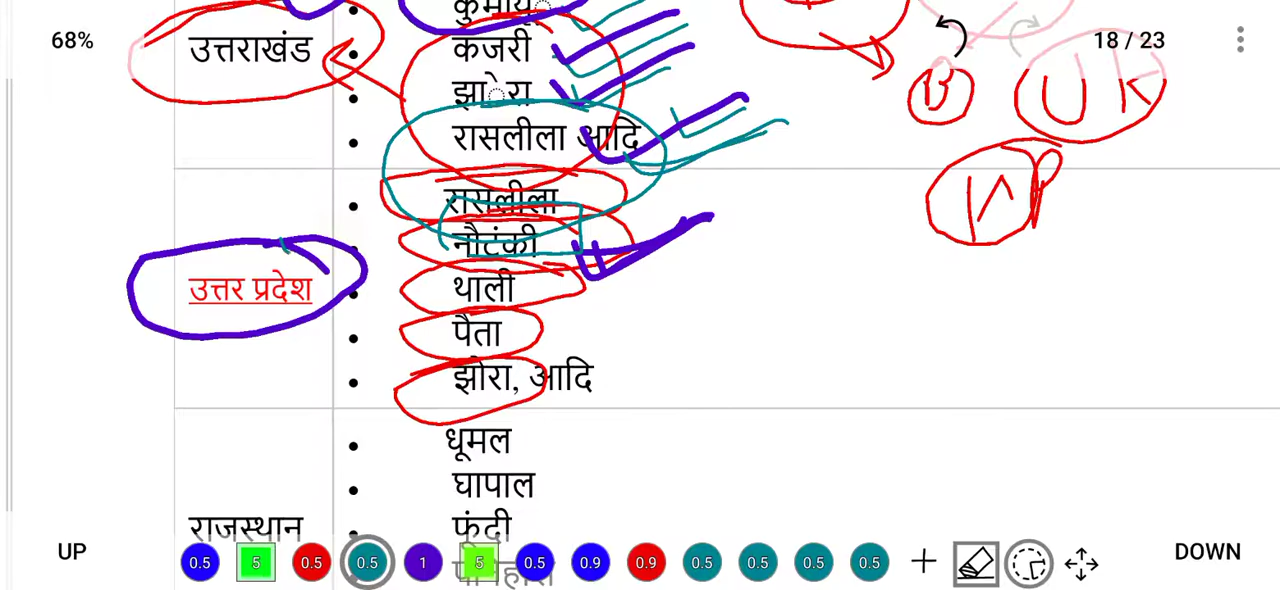 68%
18 / 23
उत्तराखंड
कजरी
झाेरा
रासलीला आदि
B
UK
UP
रासलीला
नौटंकी
उत्तर प्रदेश
थाली
पैता
झोरा, आदि
धूमल
घापाल
राजस्थान
फूंदी
UP
0.5
5
0.5
0.5
1
5
0.5
0.9
0.9
0.5
0.5
0.5
0.5
DOWN